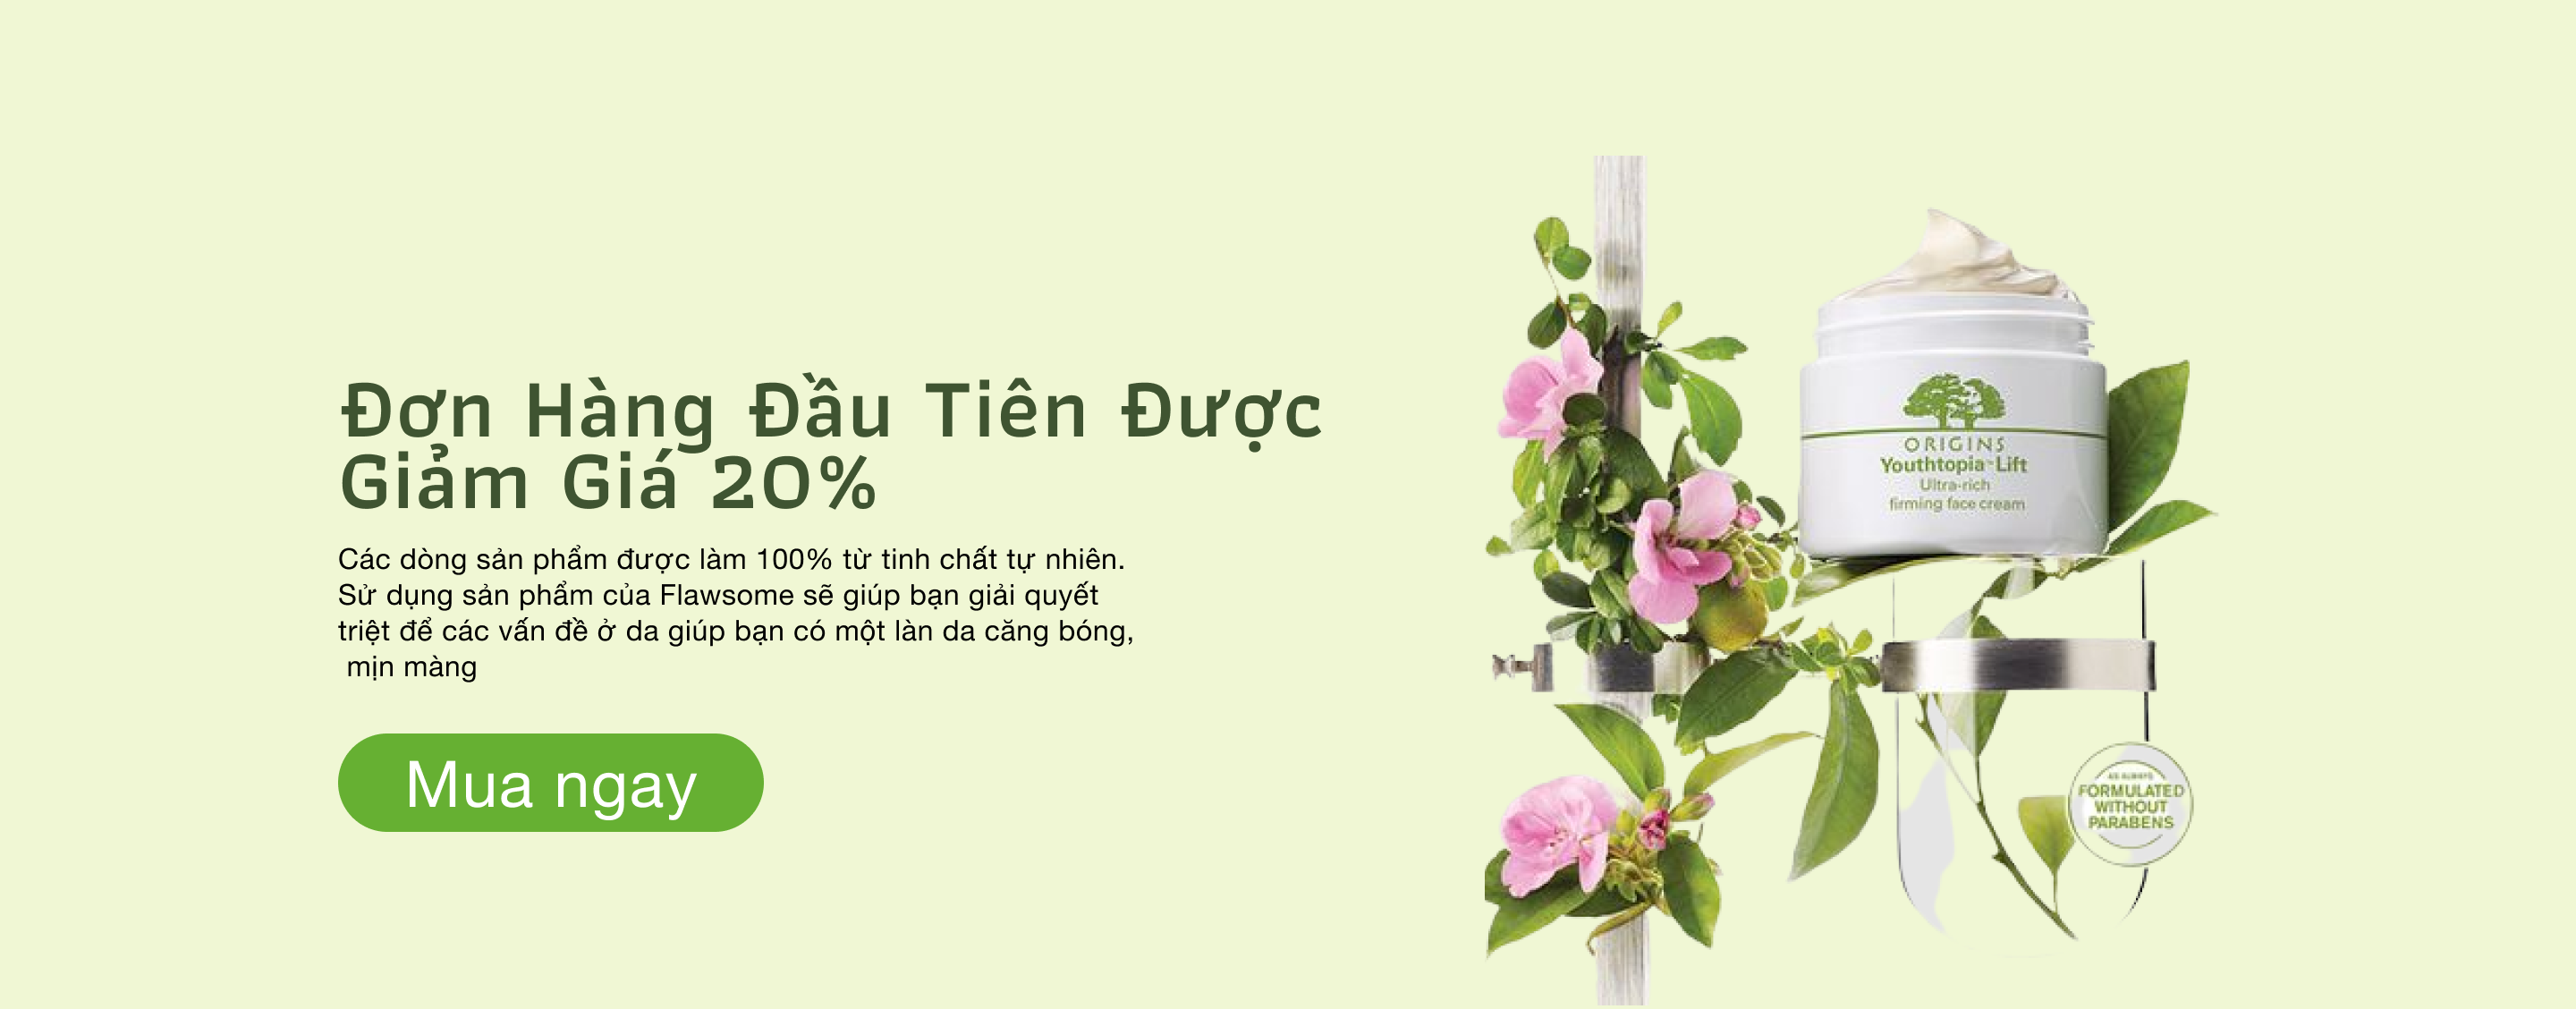 Đơn Hàng Đầu Tiên Được
Giảm Giá 20%
Các dòng sản phẩm được làm 100% từ tinh chất tự nhiên.
Sử dụng sản phẩm của Flawsome sẽ giúp bạn giải quyết
triệt để các vấn đề ở da giúp bạn có một làn da căng bóng,
mịn màng
Mua ngay
ORIGINS
Youthtopia™ Lift
Ultra-rich
firming face cream
AS ALWAYS
FORMULATED
WITHOUT
PARABENS